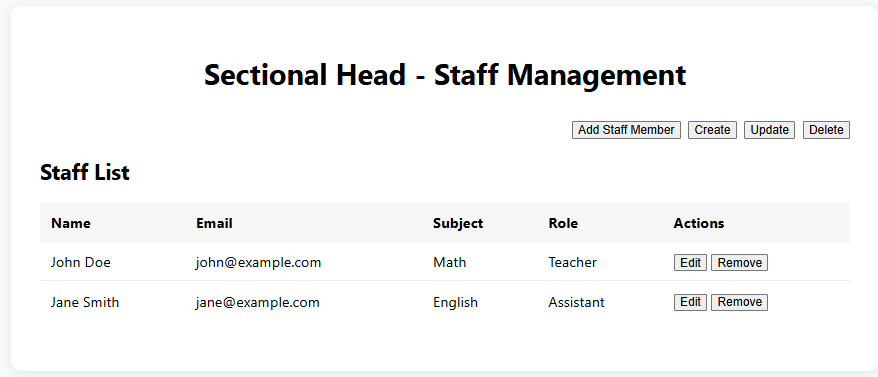 Sectional Head - Staff Management
Add Staff Member Create Update Delete
Staff List
Name Email Subject Role Actions
John Doe john@example.com Math Teacher Edit Remove
Jane Smith jane@example.com English Assistant Edit Remove